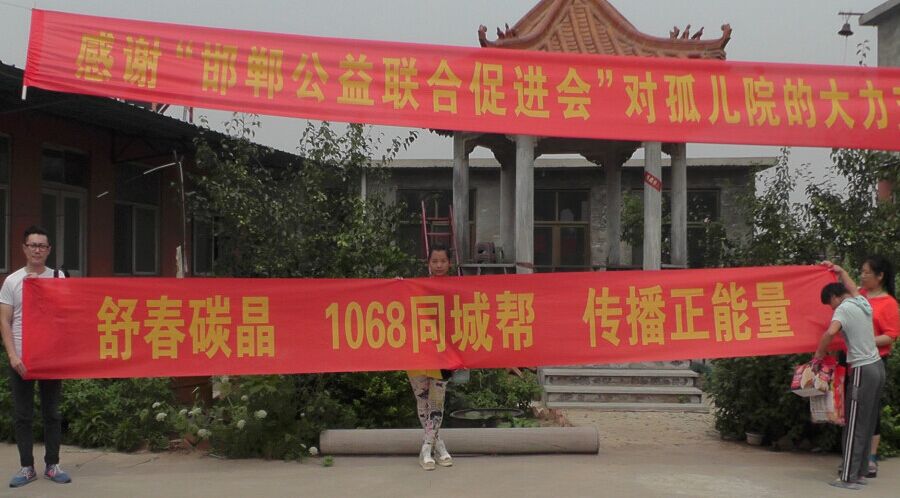 感谢“邯郸公益联合促进会”对孤儿院的大力
舒春碳晶 1068同城帮 传播正能量